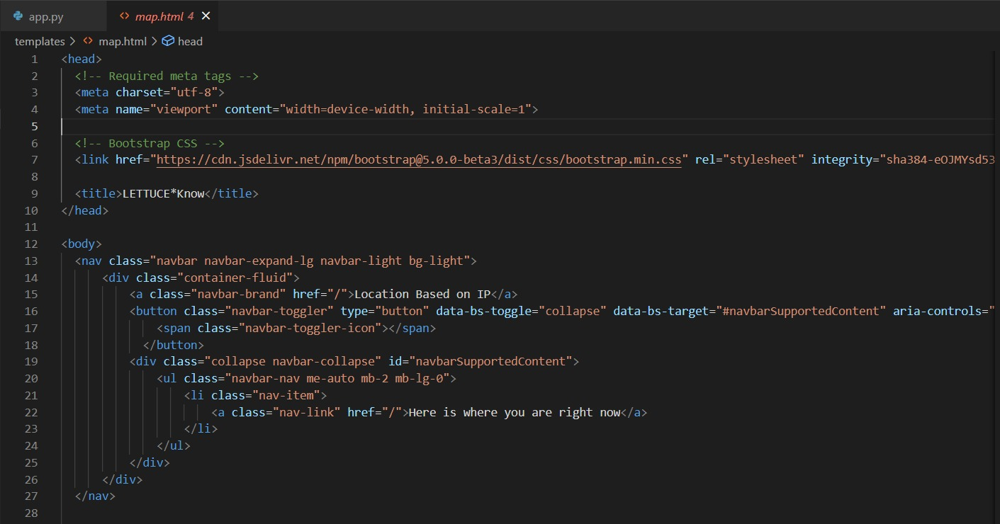 app.py
<> map.html 4 ✕
templates > <> map.html > head
1 <head>
2 <!-- Required meta tags -->
3 <meta charset="utf-8">
4 <meta name="viewport" content="width=device-width, initial-scale=1">
5
6 <!-- Bootstrap CSS -->
7 <link href="https://cdn.jsdelivr.net/npm/bootstrap@5.0.0-beta3/dist/css/bootstrap.min.css" rel="stylesheet" integrity="sha384-eOJMYsd53
8
9 <title>LETTUCE*Know</title>
10 </head>
11
12 <body>
13 <nav class="navbar navbar-expand-lg navbar-light bg-light">
14 <div class="container-fluid">
15 <a class="navbar-brand" href="/">Location Based on IP</a>
16 <button class="navbar-toggler" type="button" data-bs-toggle="collapse" data-bs-target="#navbarSupportedContent" aria-controls="
17 <span class="navbar-toggler-icon"></span>
18 </button>
19 <div class="collapse navbar-collapse" id="navbarSupportedContent">
20 <ul class="navbar-nav me-auto mb-2 mb-lg-0">
21 <li class="nav-item">
22 <a class="nav-link" href="/">Here is where you are right now</a>
23 </li>
24 </ul>
25 </div>
26 </div>
27 </nav>
28